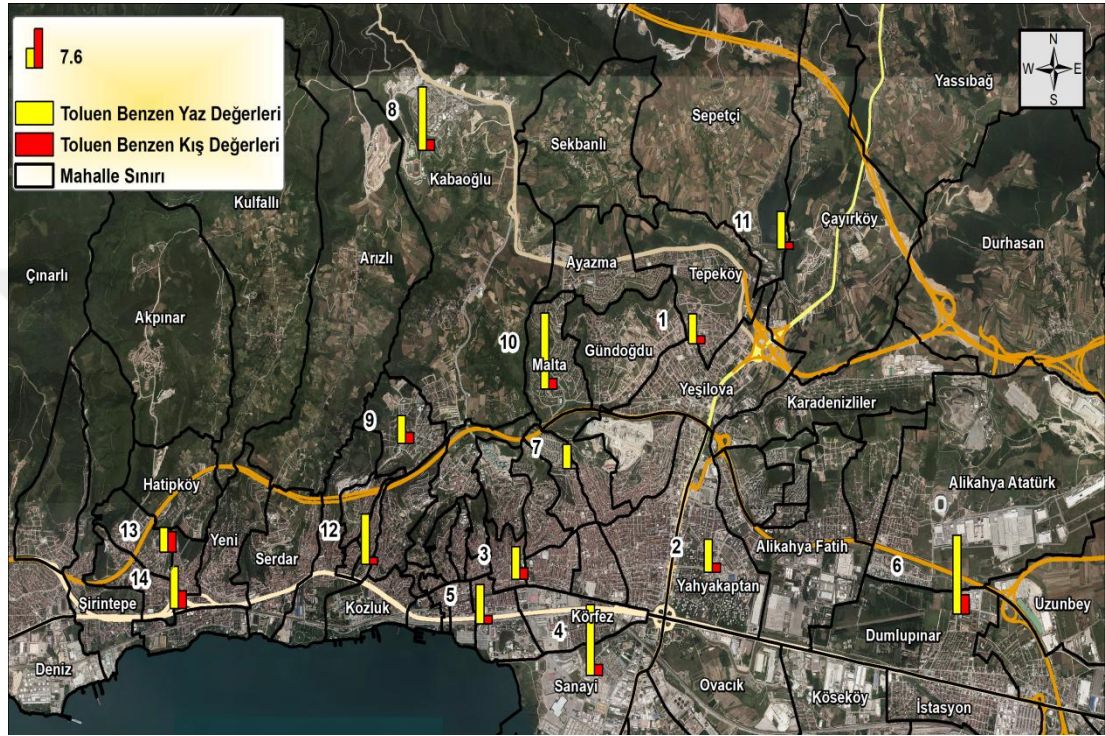 7.6
Toluen Benzen Yaz Değerleri
Toluen Benzen Kış Değerleri
Mahalle Sınırı
N
W E
S
Yassıbağ
8
Sepetçi
Sekbanlı
Kabaoğlu
Kulfallı
11
Çayırköy
Durhasan
Arızlı
Ayazma
Çınarlı
Tepeköy
Akpınar
1
10
Malta
Gündoğdu
Yeşilova
Karadenizliler
9
7
Hatipköy
Alikahya Atatürk
13
Yeni
12
Serdar
3
2
Alikahya Fatih
6
14
Yahyakaptan
Şirintepe
Közluk
5
Körfez
Uzunbey
4
Dumlupınar
Deniz
Sanayi
Ovacık
Köseköy
İstasyon